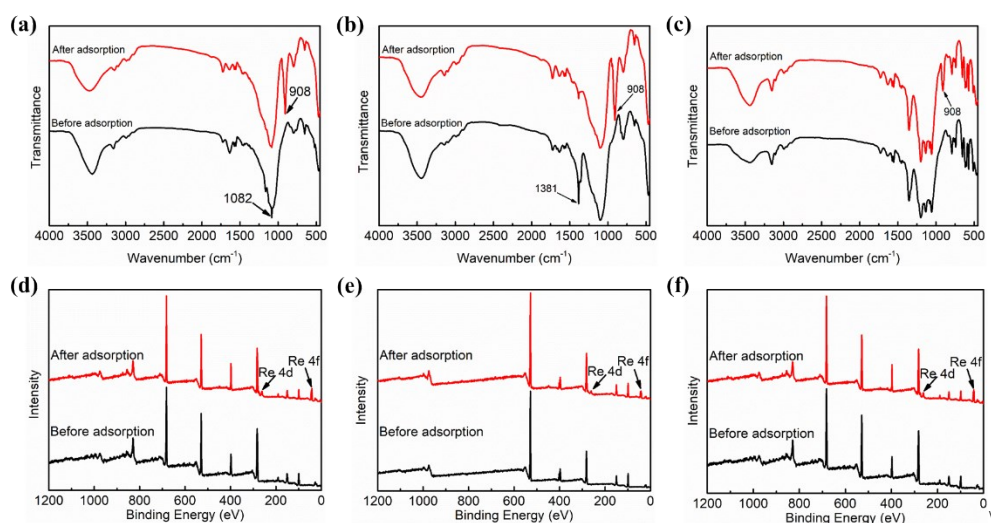 (a)
After adsorption
908
Before adsorption
1082
Transmittance
4000 3500 3000 2500 2000 1500 1000 500
Wavenumber (cm⁻¹)
(b)
After adsorption
908
Before adsorption
1381
Transmittance
4000 3500 3000 2500 2000 1500 1000 500
Wavenumber (cm⁻¹)
(c)
After adsorption
908
Before adsorption
Transmittance
4000 3500 3000 2500 2000 1500 1000 500
Wavenumber (cm⁻¹)
(d)
After adsorption
Re 4f
Re 4d
Before adsorption
Intensity
1200 1000 800 600 400 200 0
Binding Energy (eV)
(e)
After adsorption
Re 4f
Re 4d
Before adsorption
Intensity
1200 1000 800 600 400 200 0
Binding Energy (eV)
(f)
After adsorption
Re 4f
Re 4d
Before adsorption
Intensity
1200 1000 800 600 400 200 0
Binding Energy (eV)